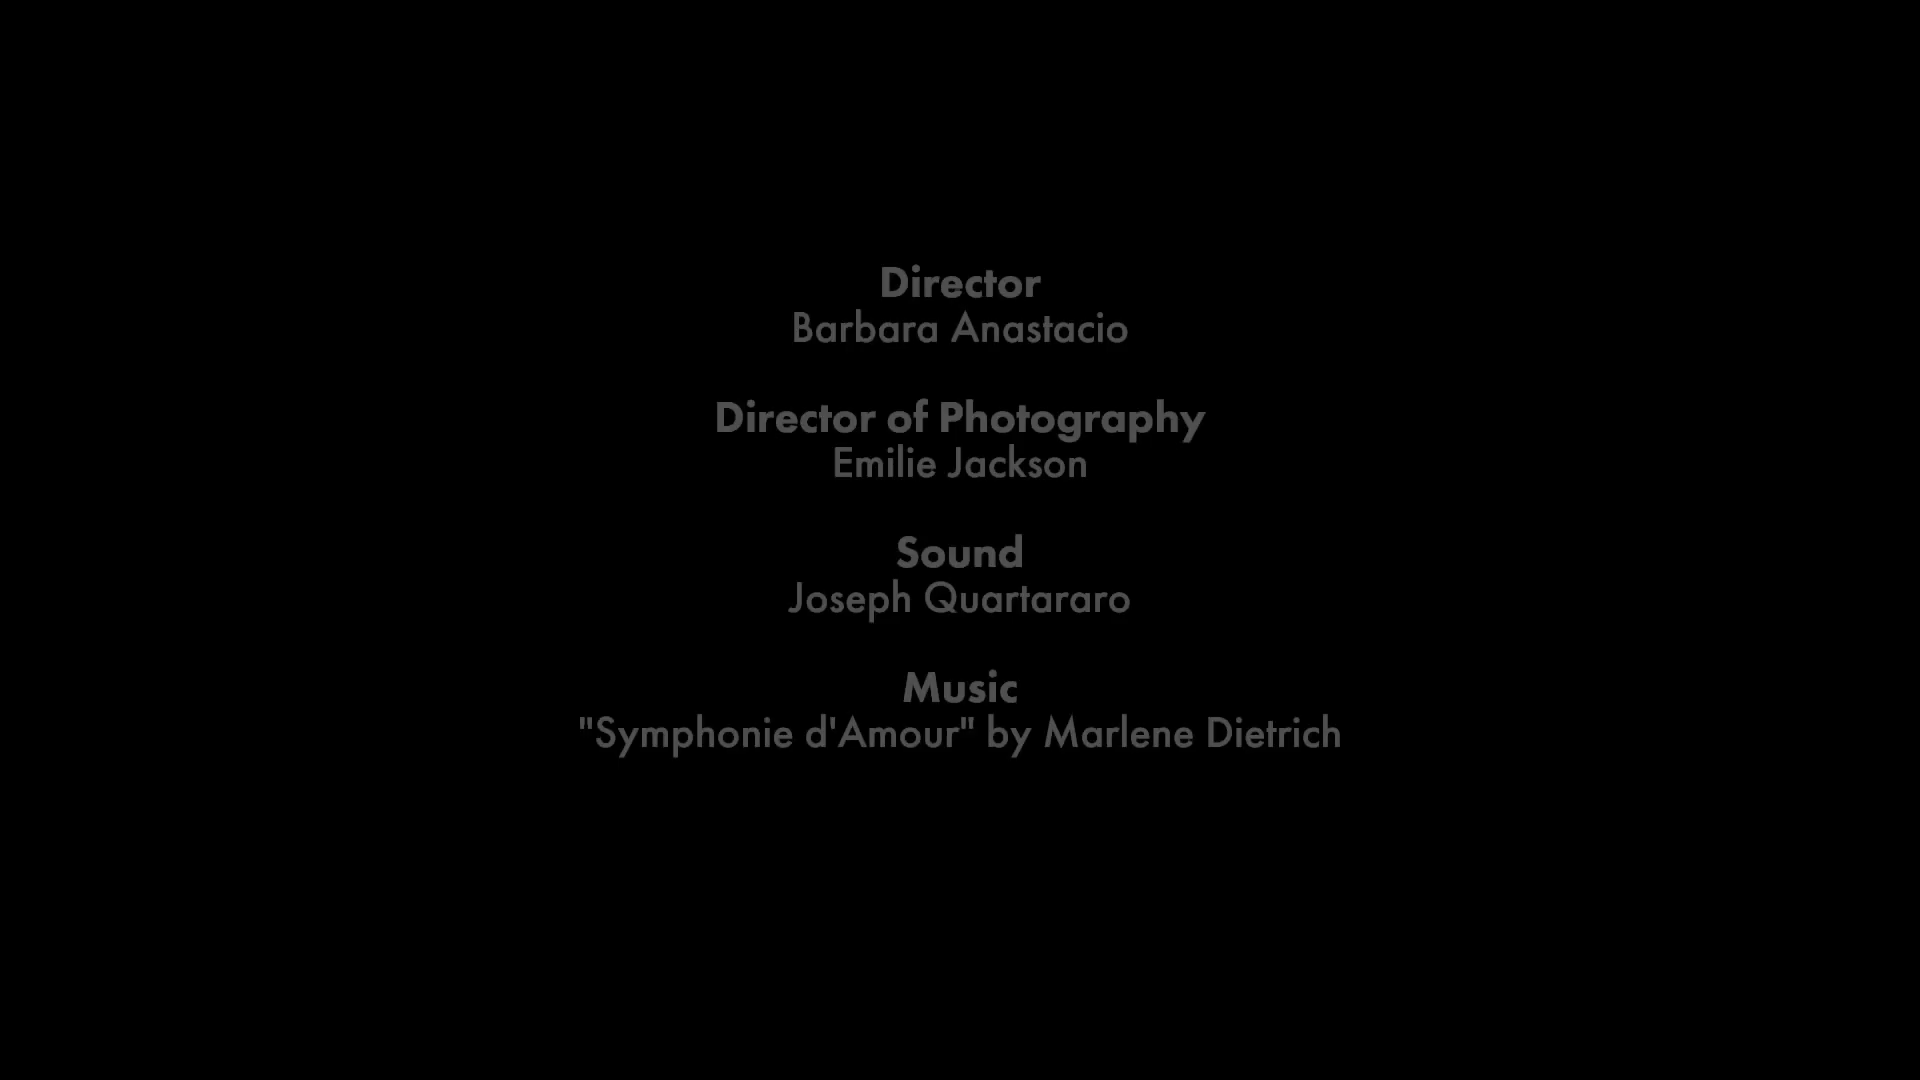 Director
Barbara Anastacio
Director of Photography
Emilie Jackson
Sound
Joseph Quartararo
Music
"Symphonie d'Amour" by Marlene Dietrich